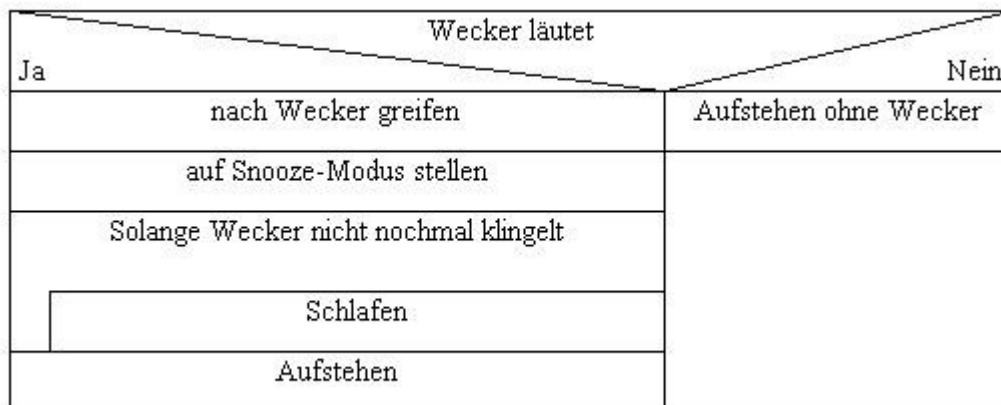 Wecker läutet
Ja
Nein
nach Wecker greifen
Aufstehen ohne Wecker
auf Snooze-Modus stellen
Solange Wecker nicht nochmal klingelt
Schlafen
Aufstehen